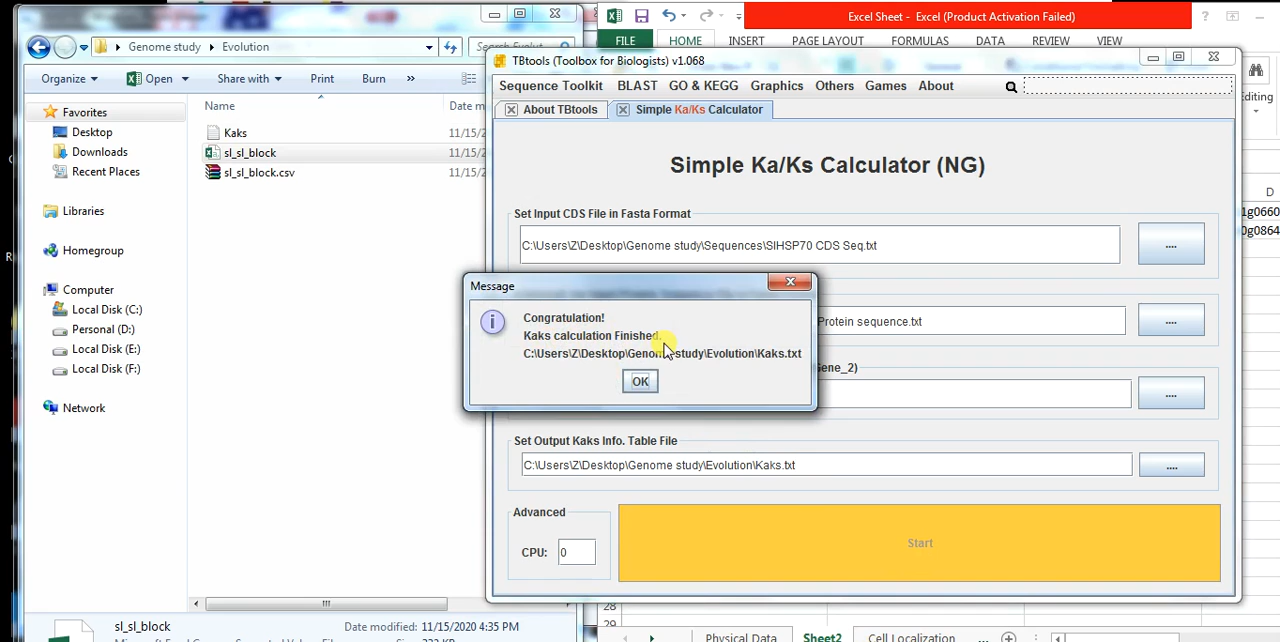 Excel Sheet - Excel (Product Activation Failed)
Genome study
Evolution
FILE
HOME
INSERT
PAGE LAYOUT
FORMULAS
DATA
REVIEW
VIEW
Organize
Open
Share with
Print
Burn
»
TBtools (Toolbox for Biologists) v1.068
Sequence Toolkit
BLAST
GO & KEGG
Graphics
Others
Games
About
About TBtools
Simple Ka/Ks Calculator
Favorites
Desktop
Downloads
Recent Places
Libraries
Homegroup
Computer
Local Disk (C:)
Personal (D:)
Local Disk (E:)
Local Disk (F:)
Network
Name
Date m
Kaks
11/15/2
sl_sl_block
11/15/2
sl_sl_block.csv
11/15/2
Simple Ka/Ks Calculator (NG)
Set Input CDS File in Fasta Format
C:\Users\Z\Desktop\Genome study\Sequences\SIHSP70 CDS Seq.txt
....
Protein sequence.txt
....
ene_2)
....
Set Output Kaks Info. Table File
C:\Users\Z\Desktop\Genome study\Evolution\Kaks.txt
....
Advanced
CPU:
0
Start
Message
Congratulation!
Kaks calculation Finished.
C:\Users\Z\Desktop\Genome study\Evolution\Kaks.txt
OK
diting
D
1g0660
0g0864
28
29
sl_sl_block
Date modified: 11/15/2020 4:35 PM
Physical Data
Sheet2
Cell Localization
...